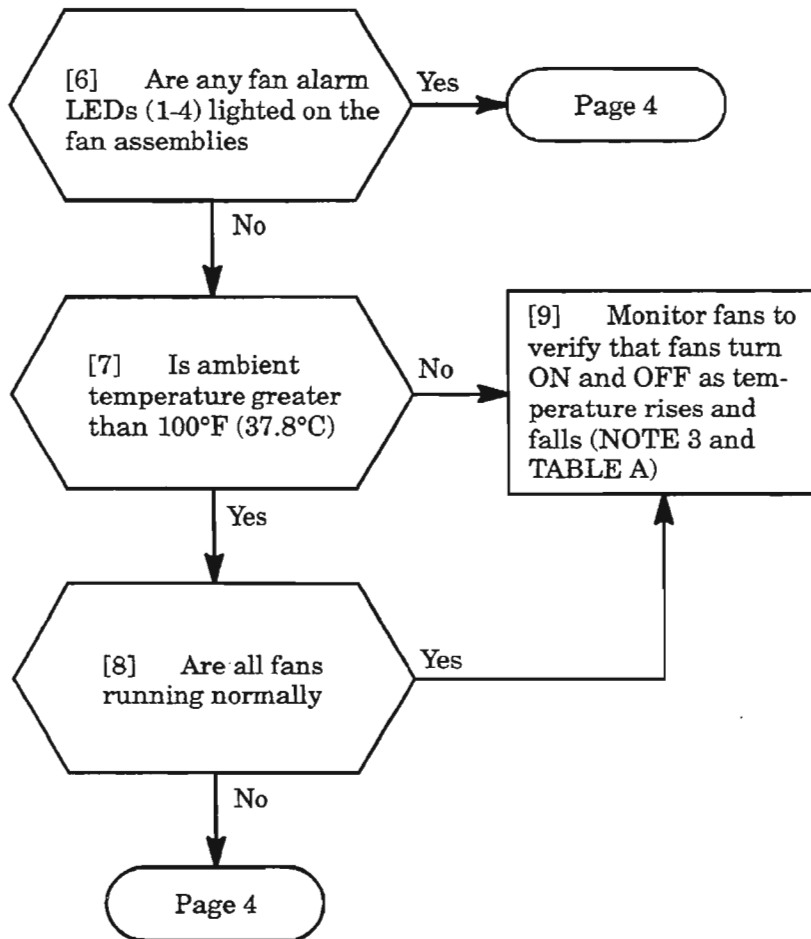 [6] Are any fan alarm
LEDs (1-4) lighted on the
fan assemblies
Yes
Page 4
No
[7] Is ambient
temperature greater
than 100°F (37.8°C)
No
[9] Monitor fans to
verify that fans turn
ON and OFF as tem-
perature rises and
falls (NOTE 3 and
TABLE A)
Yes
[8] Are all fans
running normally
Yes
No
Page 4